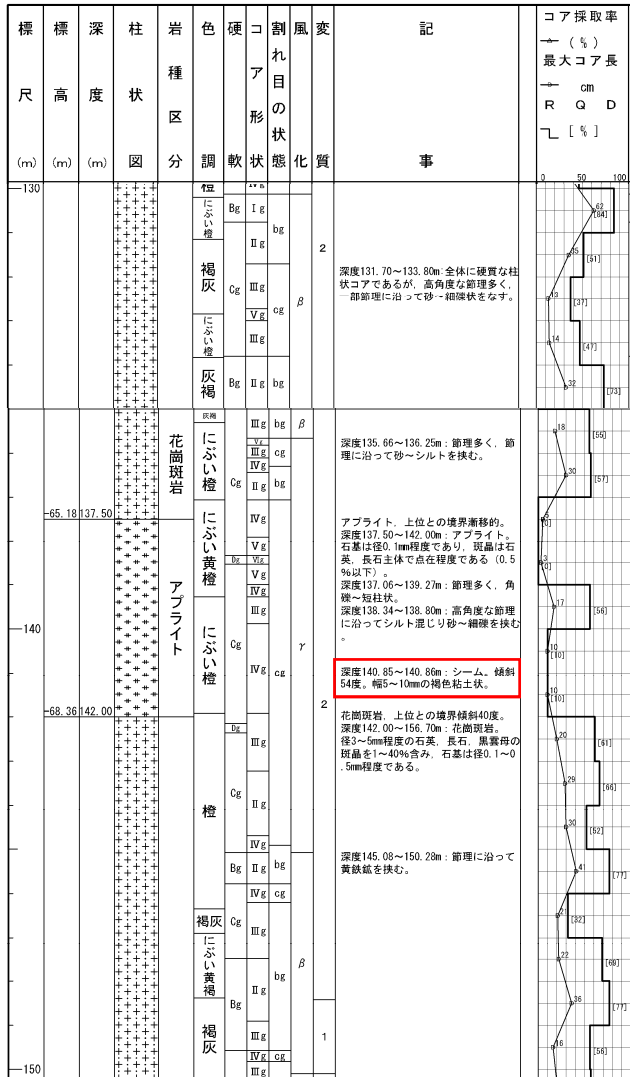 標尺(m)
標高(m)
深度(m)
柱状図
岩種区分
色調
硬軟
コア形状
割れ目の状態
風化
変質
記事
コア採取率
(%)
最大コア長
cm
R Q D
[%]
0 50 100
130
橙
Ⅳg
にぶい橙
Bg
Ⅰg
bg
62
[84]
Ⅱg
褐灰
Cg
35
[51]
2
深度131.70~133.80m:全体に硬質な柱
状コアであるが、高角度な節理多く、
一部節理に沿って砂~細礫状をなす。
Ⅲg
cg
β
13
[37]
Ⅴg
にぶい橙
Ⅲg
14
[47]
灰褐
Bg
Ⅱg
bg
32
[73]
灰褐
Ⅲg
bg
β
18
[55]
花崗斑岩
にぶい橙
Cg
Ⅴg
Ⅲg
cg
Ⅳg
Ⅱg
bg
深度135.66~136.25m:節理多く、節
理に沿って砂~シルトを挟む。
30
[57]
-65.18
137.50
にぶい黄橙
Ⅳg
アプライト、上位との境界漸移的。
深度137.50~142.00m:アプライト。
石基は径0.1mm程度であり、斑晶は石
英、長石主体で点在程度である(0.5
%以下)。
深度137.06~139.27m:節理多く、角
礫~短柱状。
深度138.34~138.80m:高角度な節理
に沿ってシルト混じり砂~細礫を挟む
。
5
[0]
Ⅴg
Dg
Ⅵg
Ⅴg
3
[0]
アプライト
Ⅳg
Ⅲg
17
[56]
140
にぶい橙
Cg
Ⅳg
cg
γ
10
[10]
深度140.85~140.86m:シーム。傾斜
54度。幅5~10mmの褐色粘土状。
10
[10]
2
-68.36
142.00
花崗斑岩、上位との境界傾斜40度。
深度142.00~156.70m:花崗斑岩。
径3~5mm程度の石英、長石、黒雲母の
斑晶を1~40%含み、石基は径0.1~0
.5mm程度である。
Dg
Ⅲg
20
[61]
橙
Cg
Ⅱg
29
[66]
30
[52]
Ⅳg
深度145.08~150.28m:節理に沿って
黄鉄鉱を挟む。
Bg
Ⅱg
bg
41
[77]
Ⅳg
cg
褐灰
Cg
Ⅲg
21
[32]
にぶい黄褐
β
22
[69]
Bg
Ⅱg
bg
36
[77]
褐灰
Ⅲg
1
16
[56]
Ⅳg
cg
150
Ⅲg